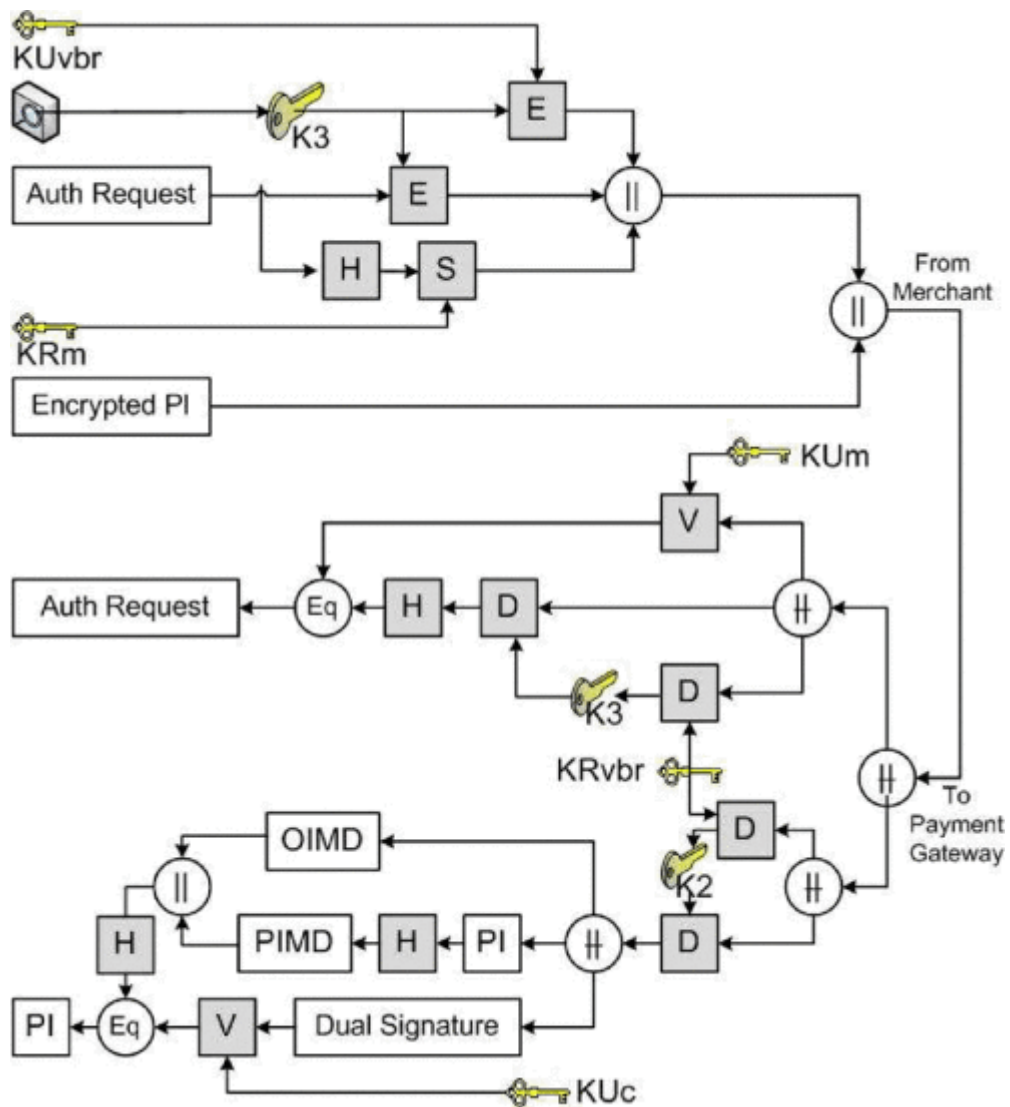 KUvbr
K3
E
Auth Request
E
||
H
S
From
Merchant
||
KRm
Encrypted PI
KUm
V
Auth Request
Eq
H
D
D
K3
KRvbr
To
Payment
Gateway
D
OIMD
K2
||
H
PIMD
H
PI
D
PI
Eq
V
Dual Signature
KUc